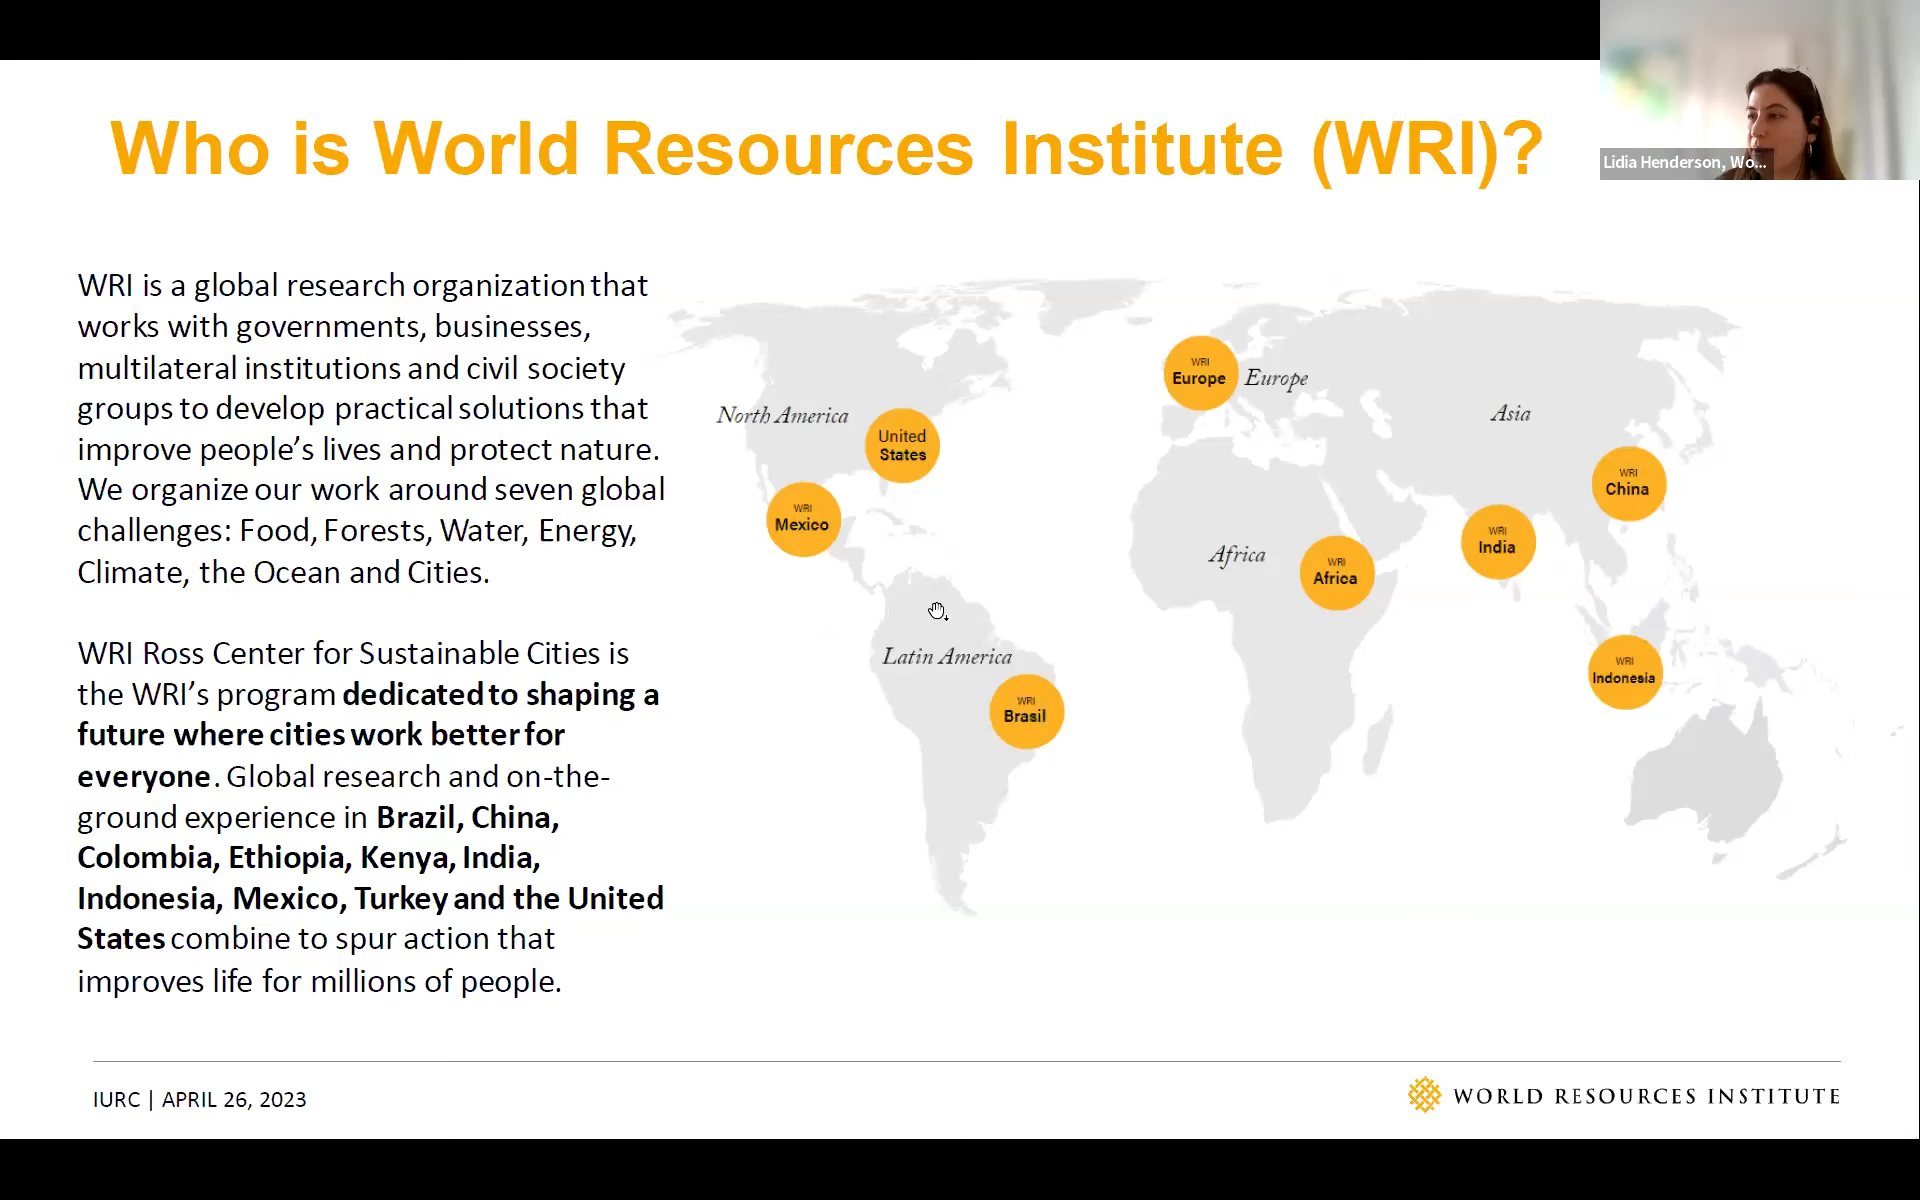 Who is World Resources Institute (WRI)?
Lidia Henderson, Wo...
WRI is a global research organization that
works with governments, businesses,
multilateral institutions and civil society
groups to develop practical solutions that
improve people’s lives and protect nature.
We organize our work around seven global
challenges: Food, Forests, Water, Energy,
Climate, the Ocean and Cities.
WRI Ross Center for Sustainable Cities is
the WRI’s program dedicated to shaping a
future where cities work better for
everyone. Global research and on-the-
ground experience in Brazil, China,
Colombia, Ethiopia, Kenya, India,
Indonesia, Mexico, Turkey and the United
States combine to spur action that
improves life for millions of people.
North America
United
States
WRI
Mexico
Latin America
WRI
Brasil
WRI
Europe
Europe
Africa
WRI
Africa
Asia
WRI
China
WRI
India
WRI
Indonesia
IURC | APRIL 26, 2023
WORLD RESOURCES INSTITUTE